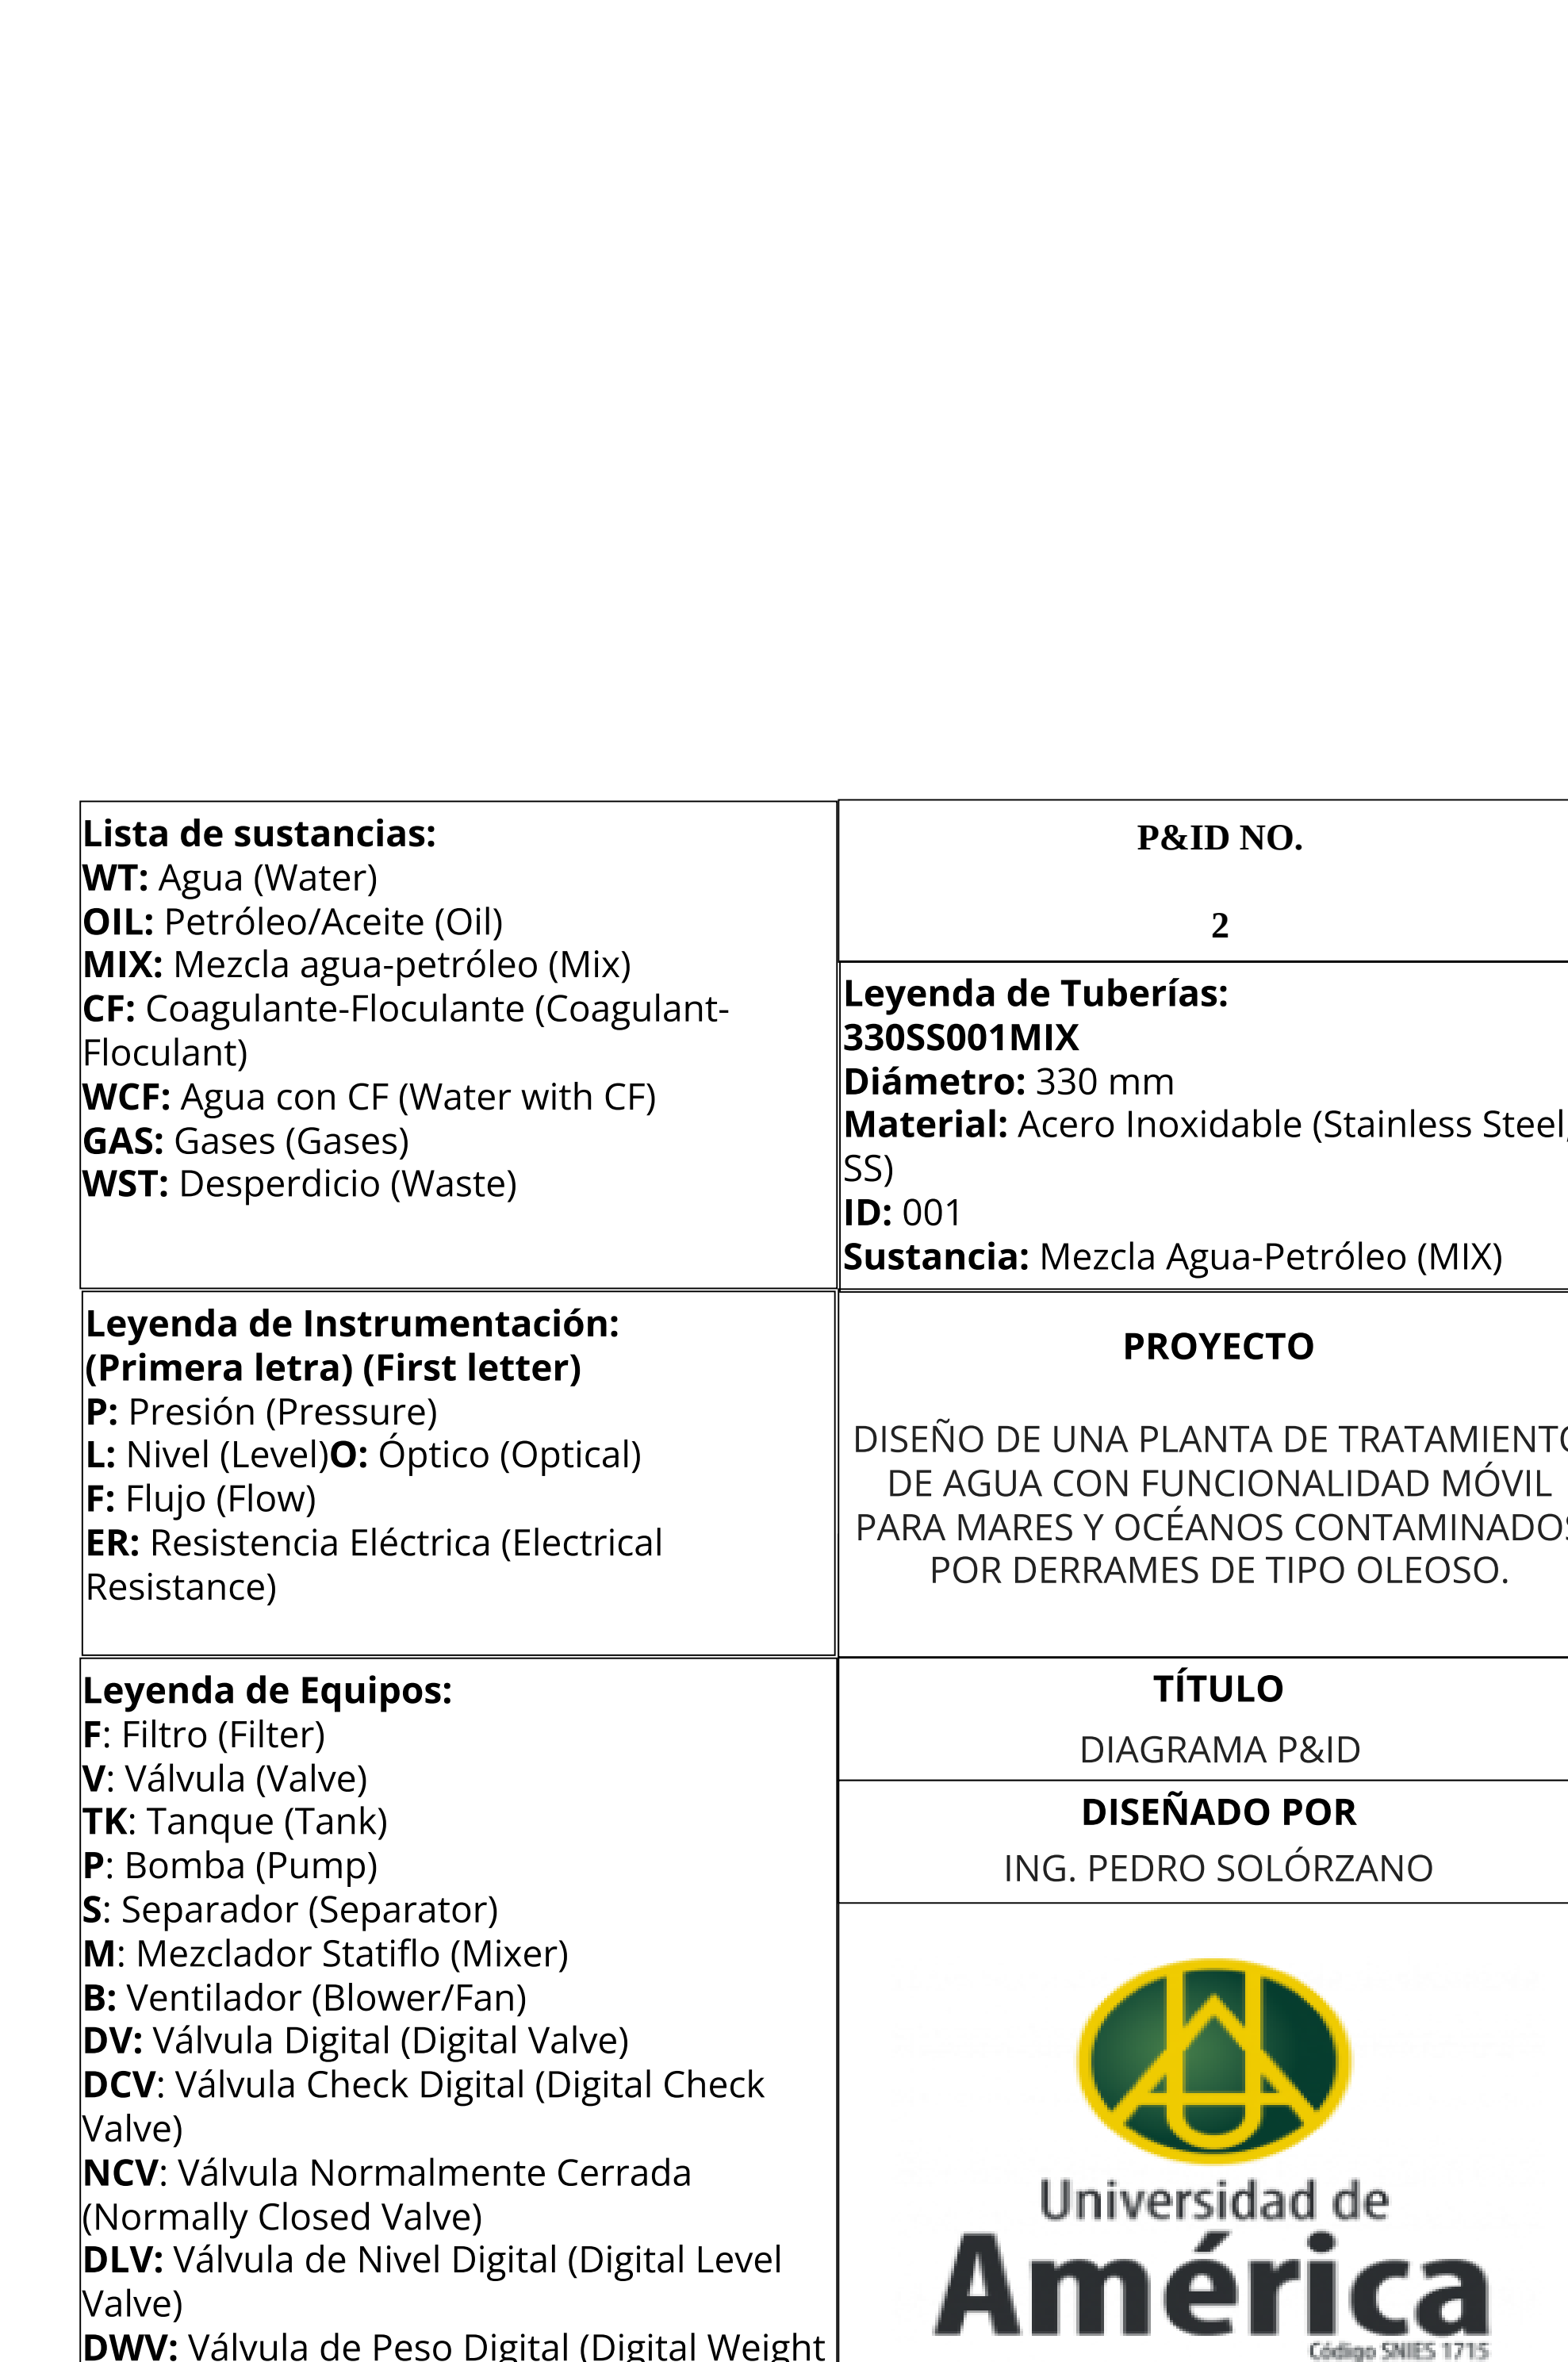 Lista de sustancias:
WT: Agua (Water)
OIL: Petróleo/Aceite (Oil)
MIX: Mezcla agua-petróleo (Mix)
CF: Coagulante-Floculante (Coagulant-
Floculant)
WCF: Agua con CF (Water with CF)
GAS: Gases (Gases)
WST: Desperdicio (Waste)
P&ID NO.
2
Leyenda de Tuberías:
330SS001MIX
Diámetro: 330 mm
Material: Acero Inoxidable (Stainless Steel,
SS)
ID: 001
Sustancia: Mezcla Agua-Petróleo (MIX)
Leyenda de Instrumentación:
(Primera letra) (First letter)
P: Presión (Pressure)
L: Nivel (Level)O: Óptico (Optical)
F: Flujo (Flow)
ER: Resistencia Eléctrica (Electrical
Resistance)
PROYECTO
DISEÑO DE UNA PLANTA DE TRATAMIENTO
DE AGUA CON FUNCIONALIDAD MÓVIL
PARA MARES Y OCÉANOS CONTAMINADOS
POR DERRAMES DE TIPO OLEOSO.
Leyenda de Equipos:
F: Filtro (Filter)
V: Válvula (Valve)
TK: Tanque (Tank)
P: Bomba (Pump)
S: Separador (Separator)
M: Mezclador Statiflo (Mixer)
B: Ventilador (Blower/Fan)
DV: Válvula Digital (Digital Valve)
DCV: Válvula Check Digital (Digital Check
Valve)
NCV: Válvula Normalmente Cerrada
(Normally Closed Valve)
DLV: Válvula de Nivel Digital (Digital Level
Valve)
DWV: Válvula de Peso Digital (Digital Weight
TÍTULO
DIAGRAMA P&ID
DISEÑADO POR
ING. PEDRO SOLÓRZANO
Universidad de
América
Código SNIES 1715